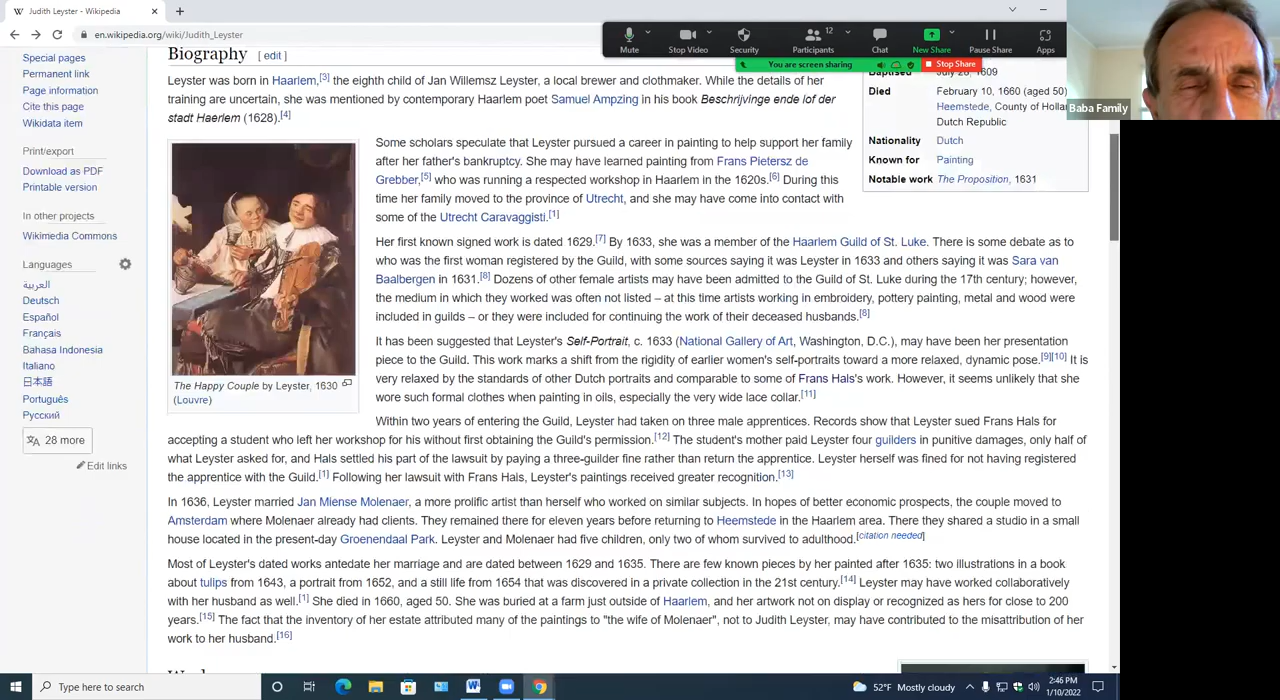 Judith Leyster - Wikipedia
en.wikipedia.org/wiki/Judith_Leyster
Mute
Stop Video
Security
12
Participants
Chat
New Share
Pause Share
Apps
You are screen sharing
Stop Share
Baba Family
Special pages
Permanent link
Page information
Cite this page
Wikidata item
Print/export
Download as PDF
Printable version
In other projects
Wikimedia Commons
Languages
العربية
Deutsch
Español
Français
Bahasa Indonesia
Italiano
日本語
Português
Русский
28 more
Edit links
Biography [ edit ]
Leyster was born in Haarlem,[3] the eighth child of Jan Willemsz Leyster, a local brewer and clothmaker. While the details of her
training are uncertain, she was mentioned by contemporary Haarlem poet Samuel Ampzing in his book Beschrijvinge ende lof der
stadt Haerlem (1628).[4]
The Happy Couple by Leyster, 1630
(Louvre)
Some scholars speculate that Leyster pursued a career in painting to help support her family
after her father's bankruptcy. She may have learned painting from Frans Pietersz de
Grebber,[5] who was running a respected workshop in Haarlem in the 1620s.[6] During this
time her family moved to the province of Utrecht, and she may have come into contact with
some of the Utrecht Caravaggisti.[1]
Her first known signed work is dated 1629.[7] By 1633, she was a member of the Haarlem Guild of St. Luke. There is some debate as to
who was the first woman registered by the Guild, with some sources saying it was Leyster in 1633 and others saying it was Sara van
Baalbergen in 1631.[8] Dozens of other female artists may have been admitted to the Guild of St. Luke during the 17th century; however,
the medium in which they worked was often not listed – at this time artists working in embroidery, pottery painting, metal and wood were
included in guilds – or they were included for continuing the work of their deceased husbands.[8]
It has been suggested that Leyster's Self-Portrait, c. 1633 (National Gallery of Art, Washington, D.C.), may have been her presentation
piece to the Guild. This work marks a shift from the rigidity of earlier women's self-portraits toward a more relaxed, dynamic pose.[9][10] It is
very relaxed by the standards of other Dutch portraits and comparable to some of Frans Hals's work. However, it seems unlikely that she
wore such formal clothes when painting in oils, especially the very wide lace collar.[11]
Within two years of entering the Guild, Leyster had taken on three male apprentices. Records show that Leyster sued Frans Hals for
accepting a student who left her workshop for his without first obtaining the Guild's permission.[12] The student's mother paid Leyster four guilders in punitive damages, only half of
what Leyster asked for, and Hals settled his part of the lawsuit by paying a three-guilder fine rather than return the apprentice. Leyster herself was fined for not having registered
the apprentice with the Guild.[1] Following her lawsuit with Frans Hals, Leyster's paintings received greater recognition.[13]
In 1636, Leyster married Jan Miense Molenaer, a more prolific artist than herself who worked on similar subjects. In hopes of better economic prospects, the couple moved to
Amsterdam where Molenaer already had clients. They remained there for eleven years before returning to Heemstede in the Haarlem area. There they shared a studio in a small
house located in the present-day Groenendaal Park. Leyster and Molenaer had five children, only two of whom survived to adulthood.[citation needed]
Most of Leyster's dated works antedate her marriage and are dated between 1629 and 1635. There are few known pieces by her painted after 1635: two illustrations in a book
about tulips from 1643, a portrait from 1652, and a still life from 1654 that was discovered in a private collection in the 21st century.[14] Leyster may have worked collaboratively
with her husband as well.[1] She died in 1660, aged 50. She was buried at a farm just outside of Haarlem, and her artwork not on display or recognized as hers for close to 200
years.[15] The fact that the inventory of her estate attributed many of the paintings to "the wife of Molenaer", not to Judith Leyster, may have contributed to the misattribution of her
work to her husband.[16]
Baptised July 28, 1609
Died February 10, 1660 (aged 50)
Heemstede, County of Hollan
Dutch Republic
Nationality Dutch
Known for Painting
Notable work The Proposition, 1631
Type here to search
52°F Mostly cloudy
2:46 PM
1/10/2022